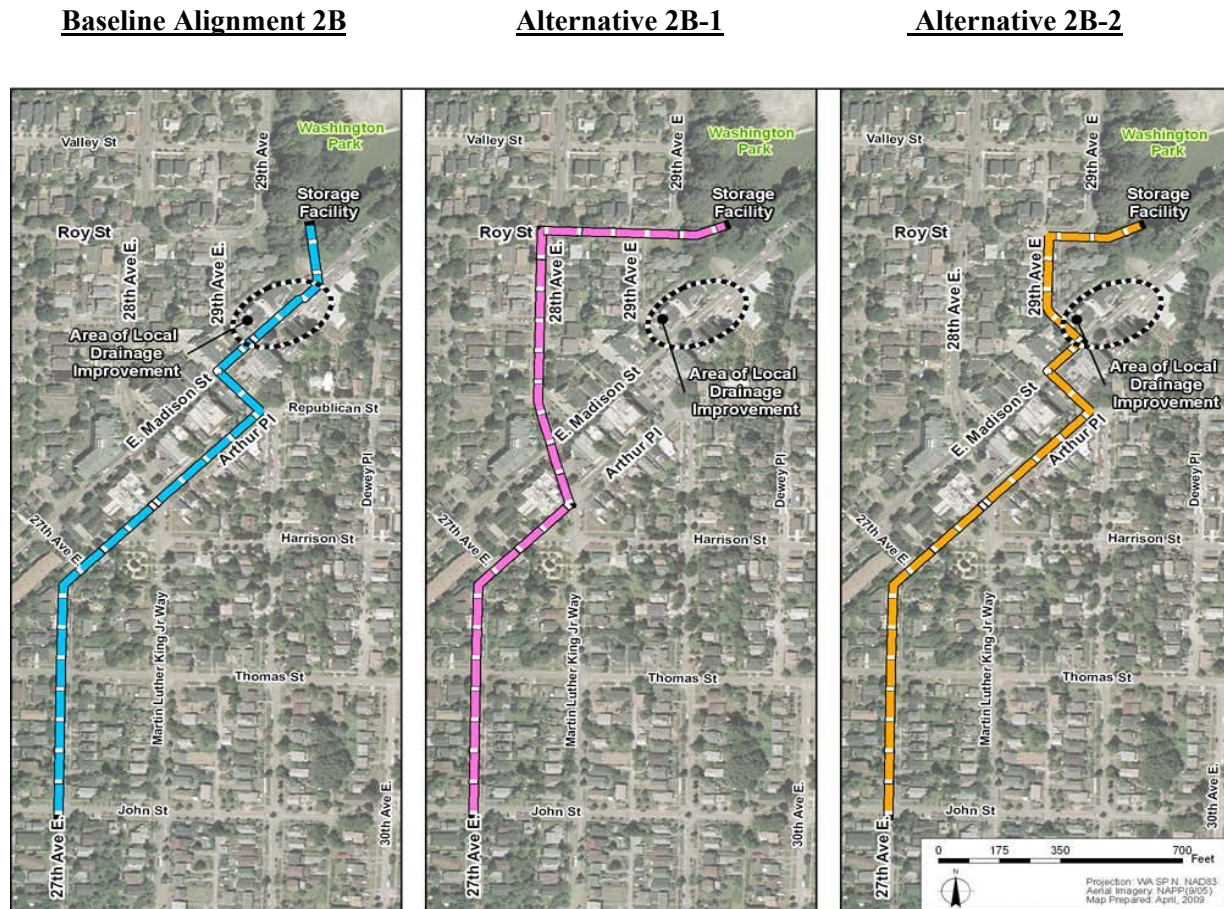 Baseline Alignment 2B
Alternative 2B-1
Alternative 2B-2
Valley St
29th Ave
Washington
Park
Storage
Facility
Roy St
28th Ave E.
29th Ave E.
Area of Local
Drainage
Improvement
E. Madison St
Republican St
Arthur Pl
Dewey Pl
27th Ave E.
Harrison St
Martin Luther King Jr Way
Thomas St
John St
27th Ave E.
30th Ave E.
Valley St
29th Ave E
Washington
Park
Storage
Facility
Roy St
28th Ave E.
29th Ave E
Area of Local
Drainage
Improvement
E. Madison St
Arthur Pl
Dewey Pl
27th Ave E.
Harrison St
Martin Luther King Jr Way
Thomas St
John St
27th Ave E.
30th Ave E.
Valley St
29th Ave E
Washington
Park
Storage
Facility
Roy St
28th Ave E.
29th Ave E
Area of Local
Drainage
Improvement
E. Madison St
Arthur Pl
Dewey Pl
27th Ave E.
Harrison St
Martin Luther King Jr Way
Thomas St
John St
27th Ave E.
30th Ave E.
0 175 350 700
Feet
N
Projection: WA SP N, NAD83
Aerial Imagery: NAPP(9/05)
Map Prepared: April, 2009